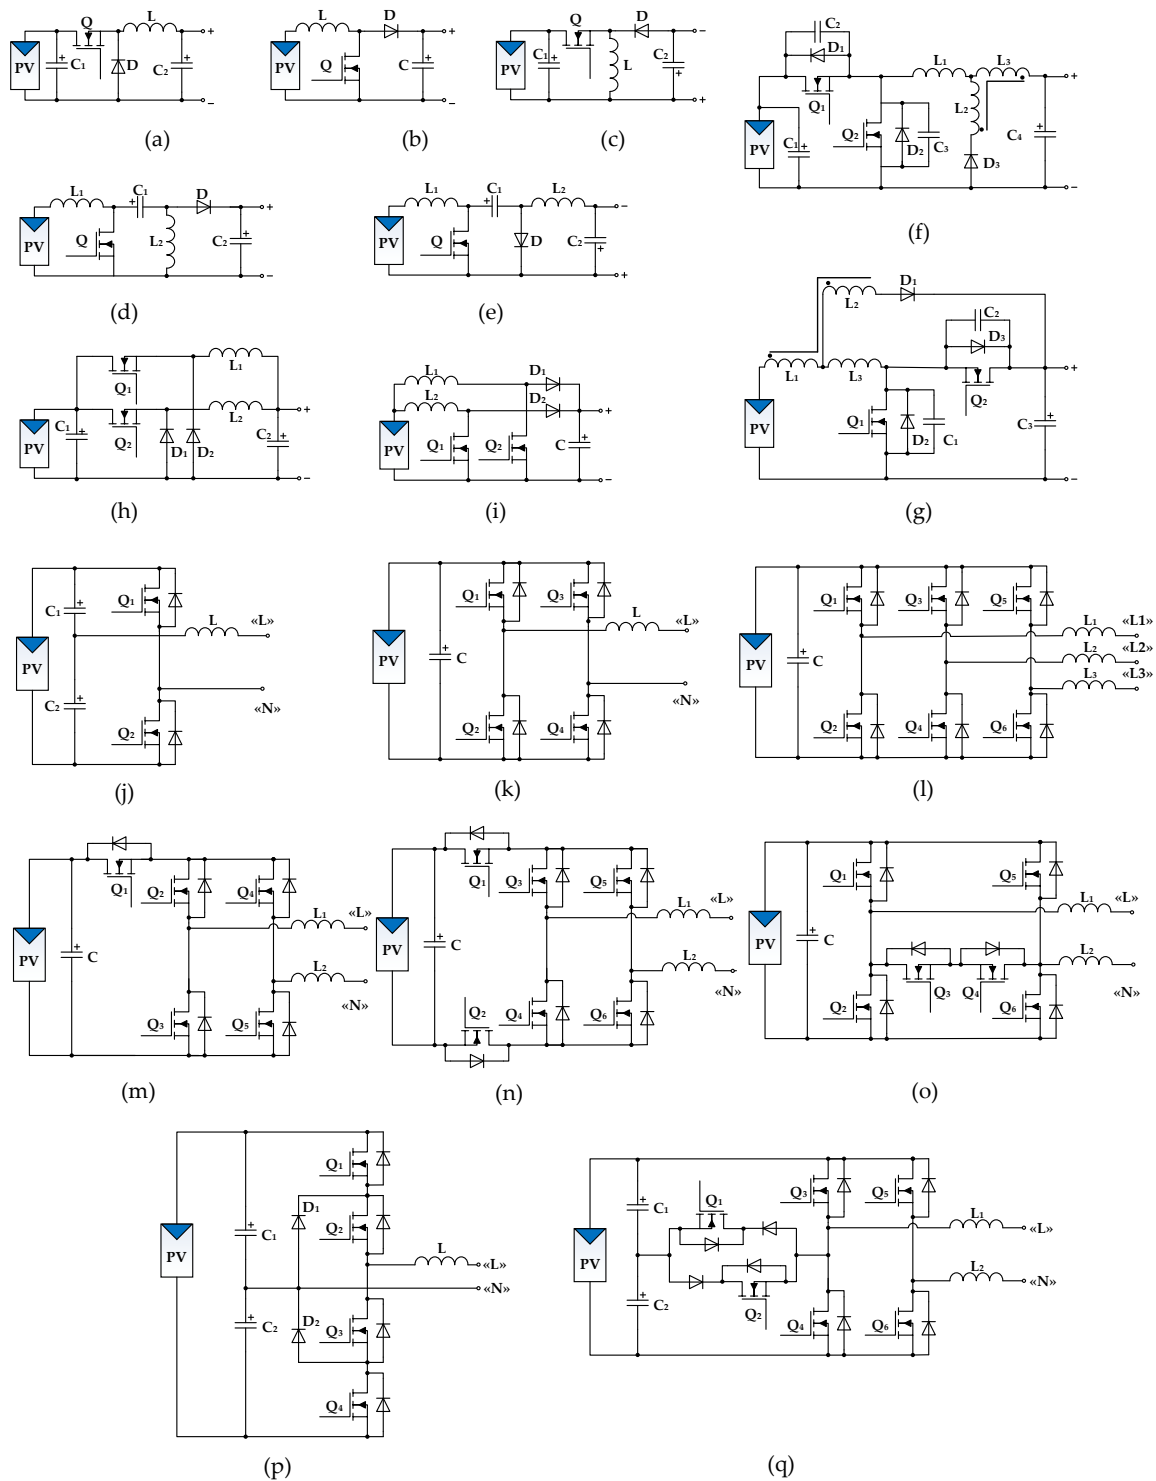 Q L + D PV C1 C2 −
(a)
L D + PV Q C −
(b)
Q D − PV C1 L C2 +
(c)
C2 D1 L1 L3 + Q1 L2 Q2 PV C1 D2 C3 D3 C4 −
(f)
L1 C1 D + PV Q L2 C2 −
(d)
L1 C1 L2 − PV Q D C2 +
(e)
D1 L2 C2 D3 L1 L3 + Q2 PV Q1 D2 C1 C3 −
(g)
L1 Q1 L2 + PV C1 Q2 D1 D2 C2 −
(h)
L1 D1 L2 D2 + PV Q1 Q2 C −
(i)
C1 Q1 L «L» PV C2 Q2 «N»
(j)
Q1 Q3 L «L» PV C Q2 Q4 «N»
(k)
Q1 Q3 Q5 L1 «L1» L2 «L2» L3 «L3» PV C Q2 Q4 Q6
(l)
Q1 Q2 Q4 L1 «L» PV C L2 «N» Q3 Q5
(m)
Q1 Q3 Q5 L1 «L» PV C L2 «N» Q2 Q4 Q6
(n)
Q1 Q5 L1 «L» PV C L2 «N» Q3 Q4 Q2 Q6
(o)
Q1 D1 Q2 C1 PV L «L» «N» C2 D2 Q3 Q4
(p)
Q1 Q3 Q5 C1 L1 «L» PV L2 «N» C2 Q2 Q4 Q6
(q)